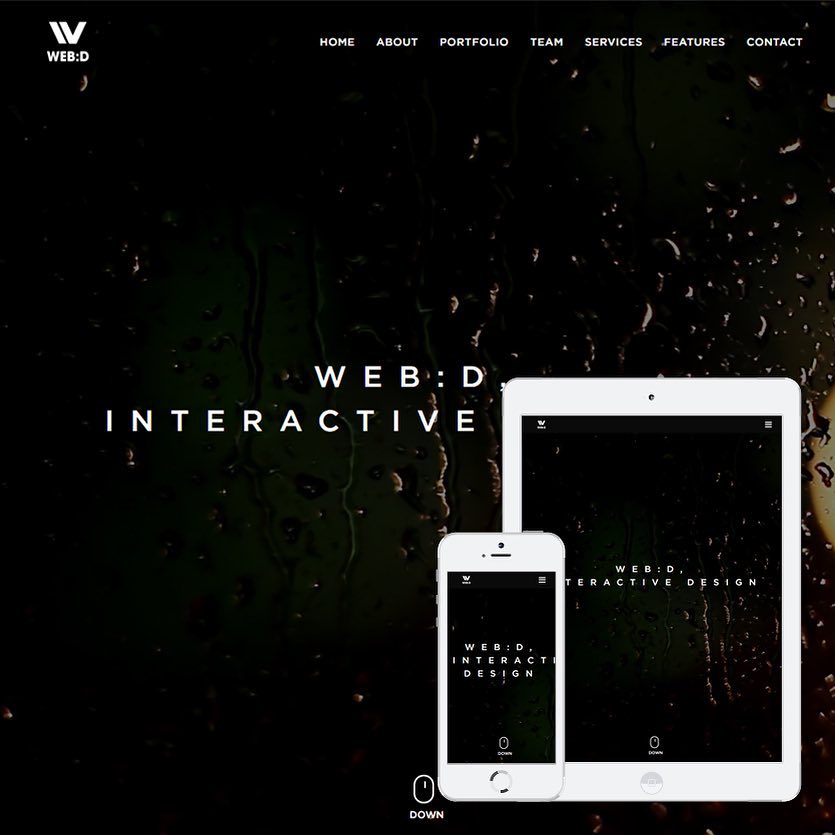 WEB:D
HOME ABOUT PORTFOLIO TEAM SERVICES FEATURES CONTACT
WEB:D,
INTERACTIVE
DOWN
WEB:D,
TERACTIVE DESIGN
DOWN
WEB:D,
INTERACTI
DESIGN
DOWN